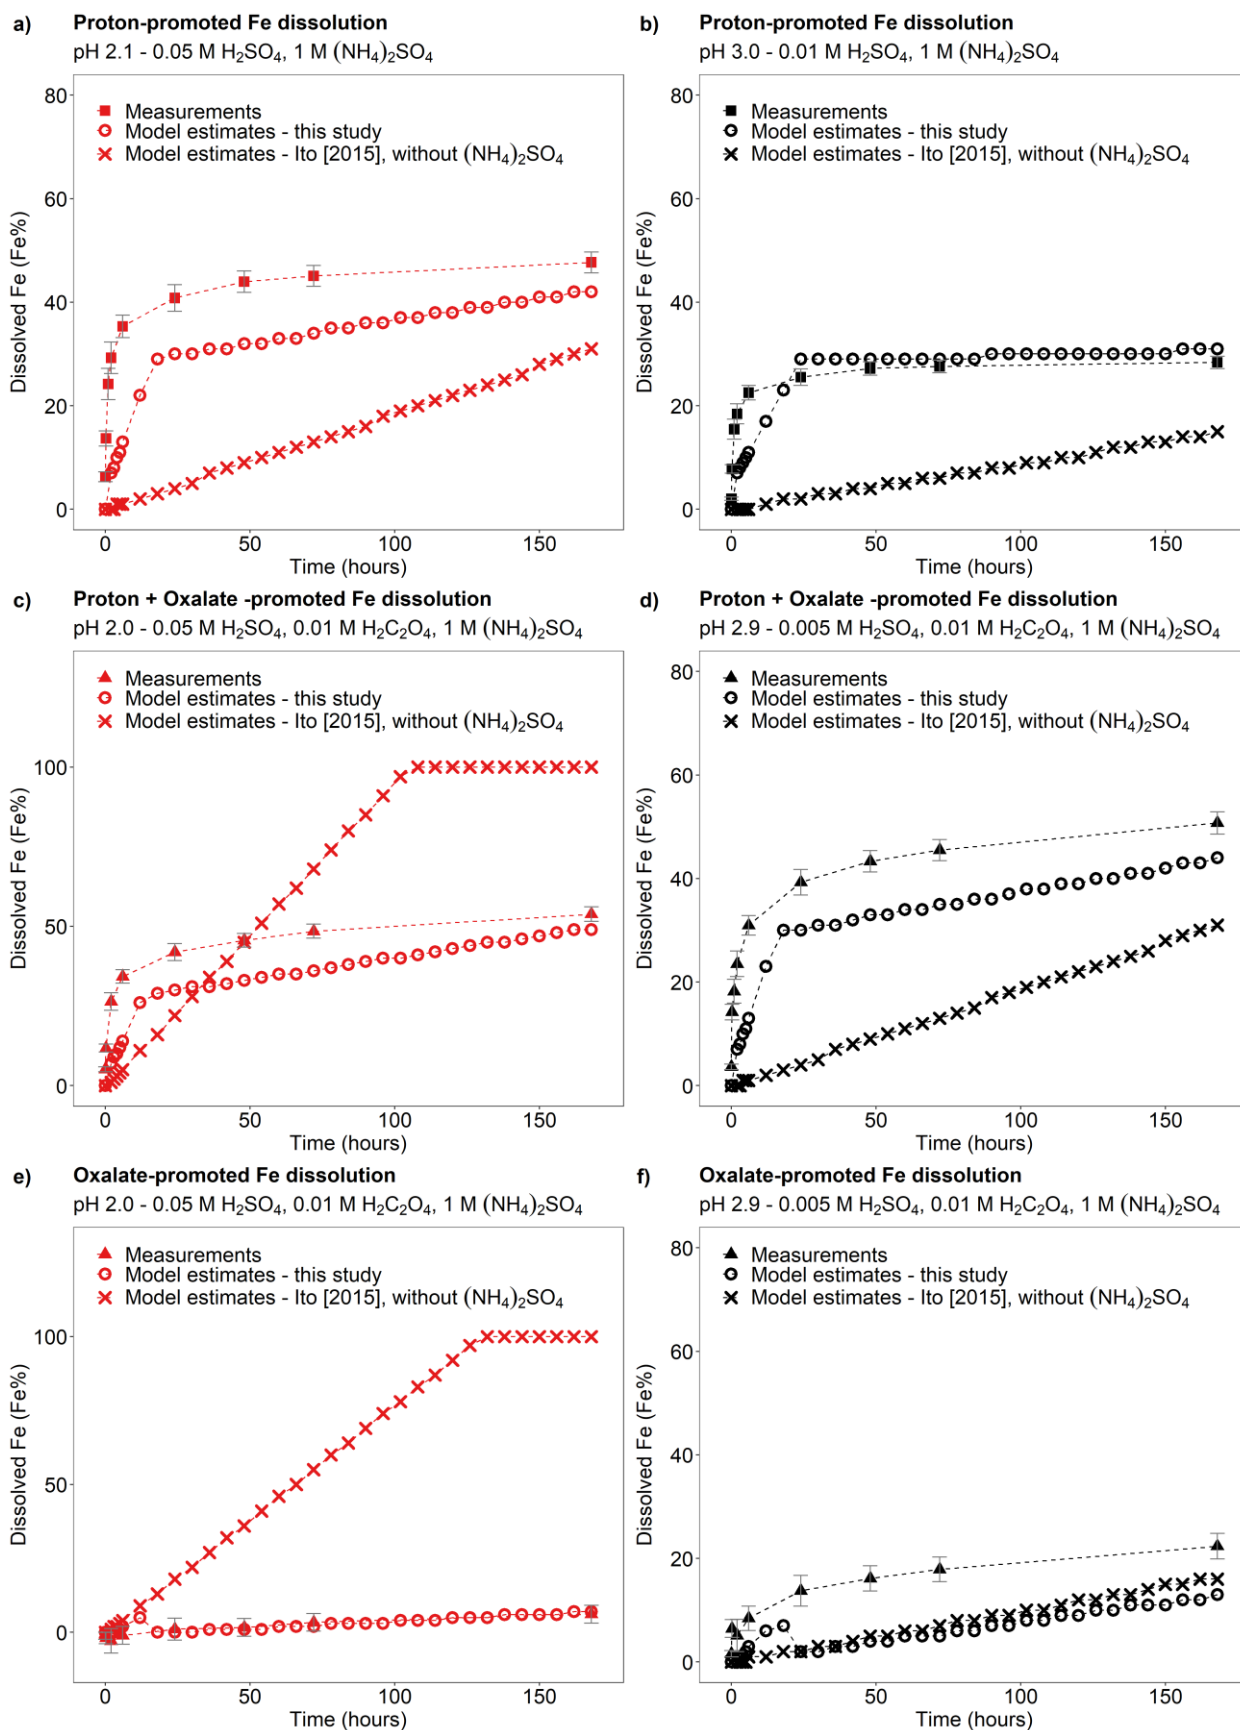 a) Proton-promoted Fe dissolution
pH 2.1 - 0.05 M H₂SO₄, 1 M (NH₄)₂SO₄
Measurements
Model estimates - this study
Model estimates - Ito [2015], without (NH₄)₂SO₄
Dissolved Fe (Fe%)
80
60
40
20
0
0 50 100 150
Time (hours)
b) Proton-promoted Fe dissolution
pH 3.0 - 0.01 M H₂SO₄, 1 M (NH₄)₂SO₄
Measurements
Model estimates - this study
Model estimates - Ito [2015], without (NH₄)₂SO₄
Dissolved Fe (Fe%)
80
60
40
20
0
0 50 100 150
Time (hours)
c) Proton + Oxalate -promoted Fe dissolution
pH 2.0 - 0.05 M H₂SO₄, 0.01 M H₂C₂O₄, 1 M (NH₄)₂SO₄
Measurements
Model estimates - this study
Model estimates - Ito [2015], without (NH₄)₂SO₄
Dissolved Fe (Fe%)
100
50
0
0 50 100 150
Time (hours)
d) Proton + Oxalate -promoted Fe dissolution
pH 2.9 - 0.005 M H₂SO₄, 0.01 M H₂C₂O₄, 1 M (NH₄)₂SO₄
Measurements
Model estimates - this study
Model estimates - Ito [2015], without (NH₄)₂SO₄
Dissolved Fe (Fe%)
80
60
40
20
0
0 50 100 150
Time (hours)
e) Oxalate-promoted Fe dissolution
pH 2.0 - 0.05 M H₂SO₄, 0.01 M H₂C₂O₄, 1 M (NH₄)₂SO₄
Measurements
Model estimates - this study
Model estimates - Ito [2015], without (NH₄)₂SO₄
Dissolved Fe (Fe%)
100
50
0
0 50 100 150
Time (hours)
f) Oxalate-promoted Fe dissolution
pH 2.9 - 0.005 M H₂SO₄, 0.01 M H₂C₂O₄, 1 M (NH₄)₂SO₄
Measurements
Model estimates - this study
Model estimates - Ito [2015], without (NH₄)₂SO₄
Dissolved Fe (Fe%)
80
60
40
20
0
0 50 100 150
Time (hours)